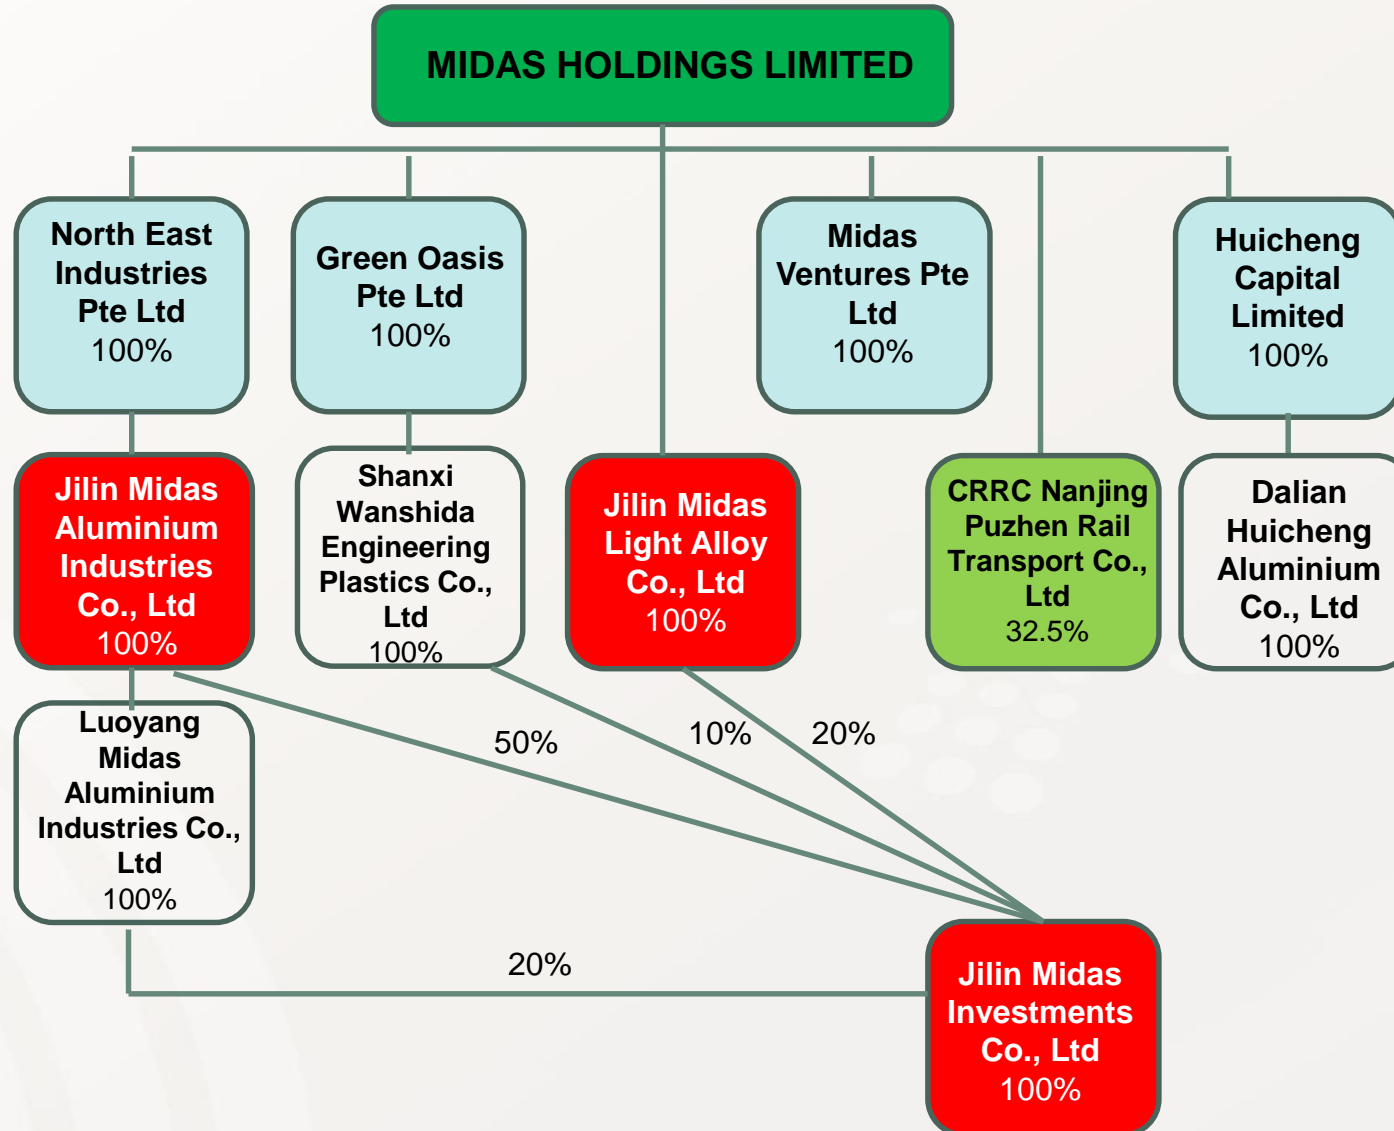 MIDAS HOLDINGS LIMITED
North East
Industries
Pte Ltd
100%
Green Oasis
Pte Ltd
100%
Midas
Ventures Pte
Ltd
100%
Huicheng
Capital
Limited
100%
Jilin Midas
Aluminium
Industries
Co., Ltd
100%
Shanxi
Wanshida
Engineering
Plastics Co.,
Ltd
100%
Jilin Midas
Light Alloy
Co., Ltd
100%
CRRC Nanjing
Puzhen Rail
Transport Co.,
Ltd
32.5%
Dalian
Huicheng
Aluminium
Co., Ltd
100%
Luoyang
Midas
Aluminium
Industries Co.,
Ltd
100%
50%
10%
20%
20%
Jilin Midas
Investments
Co., Ltd
100%